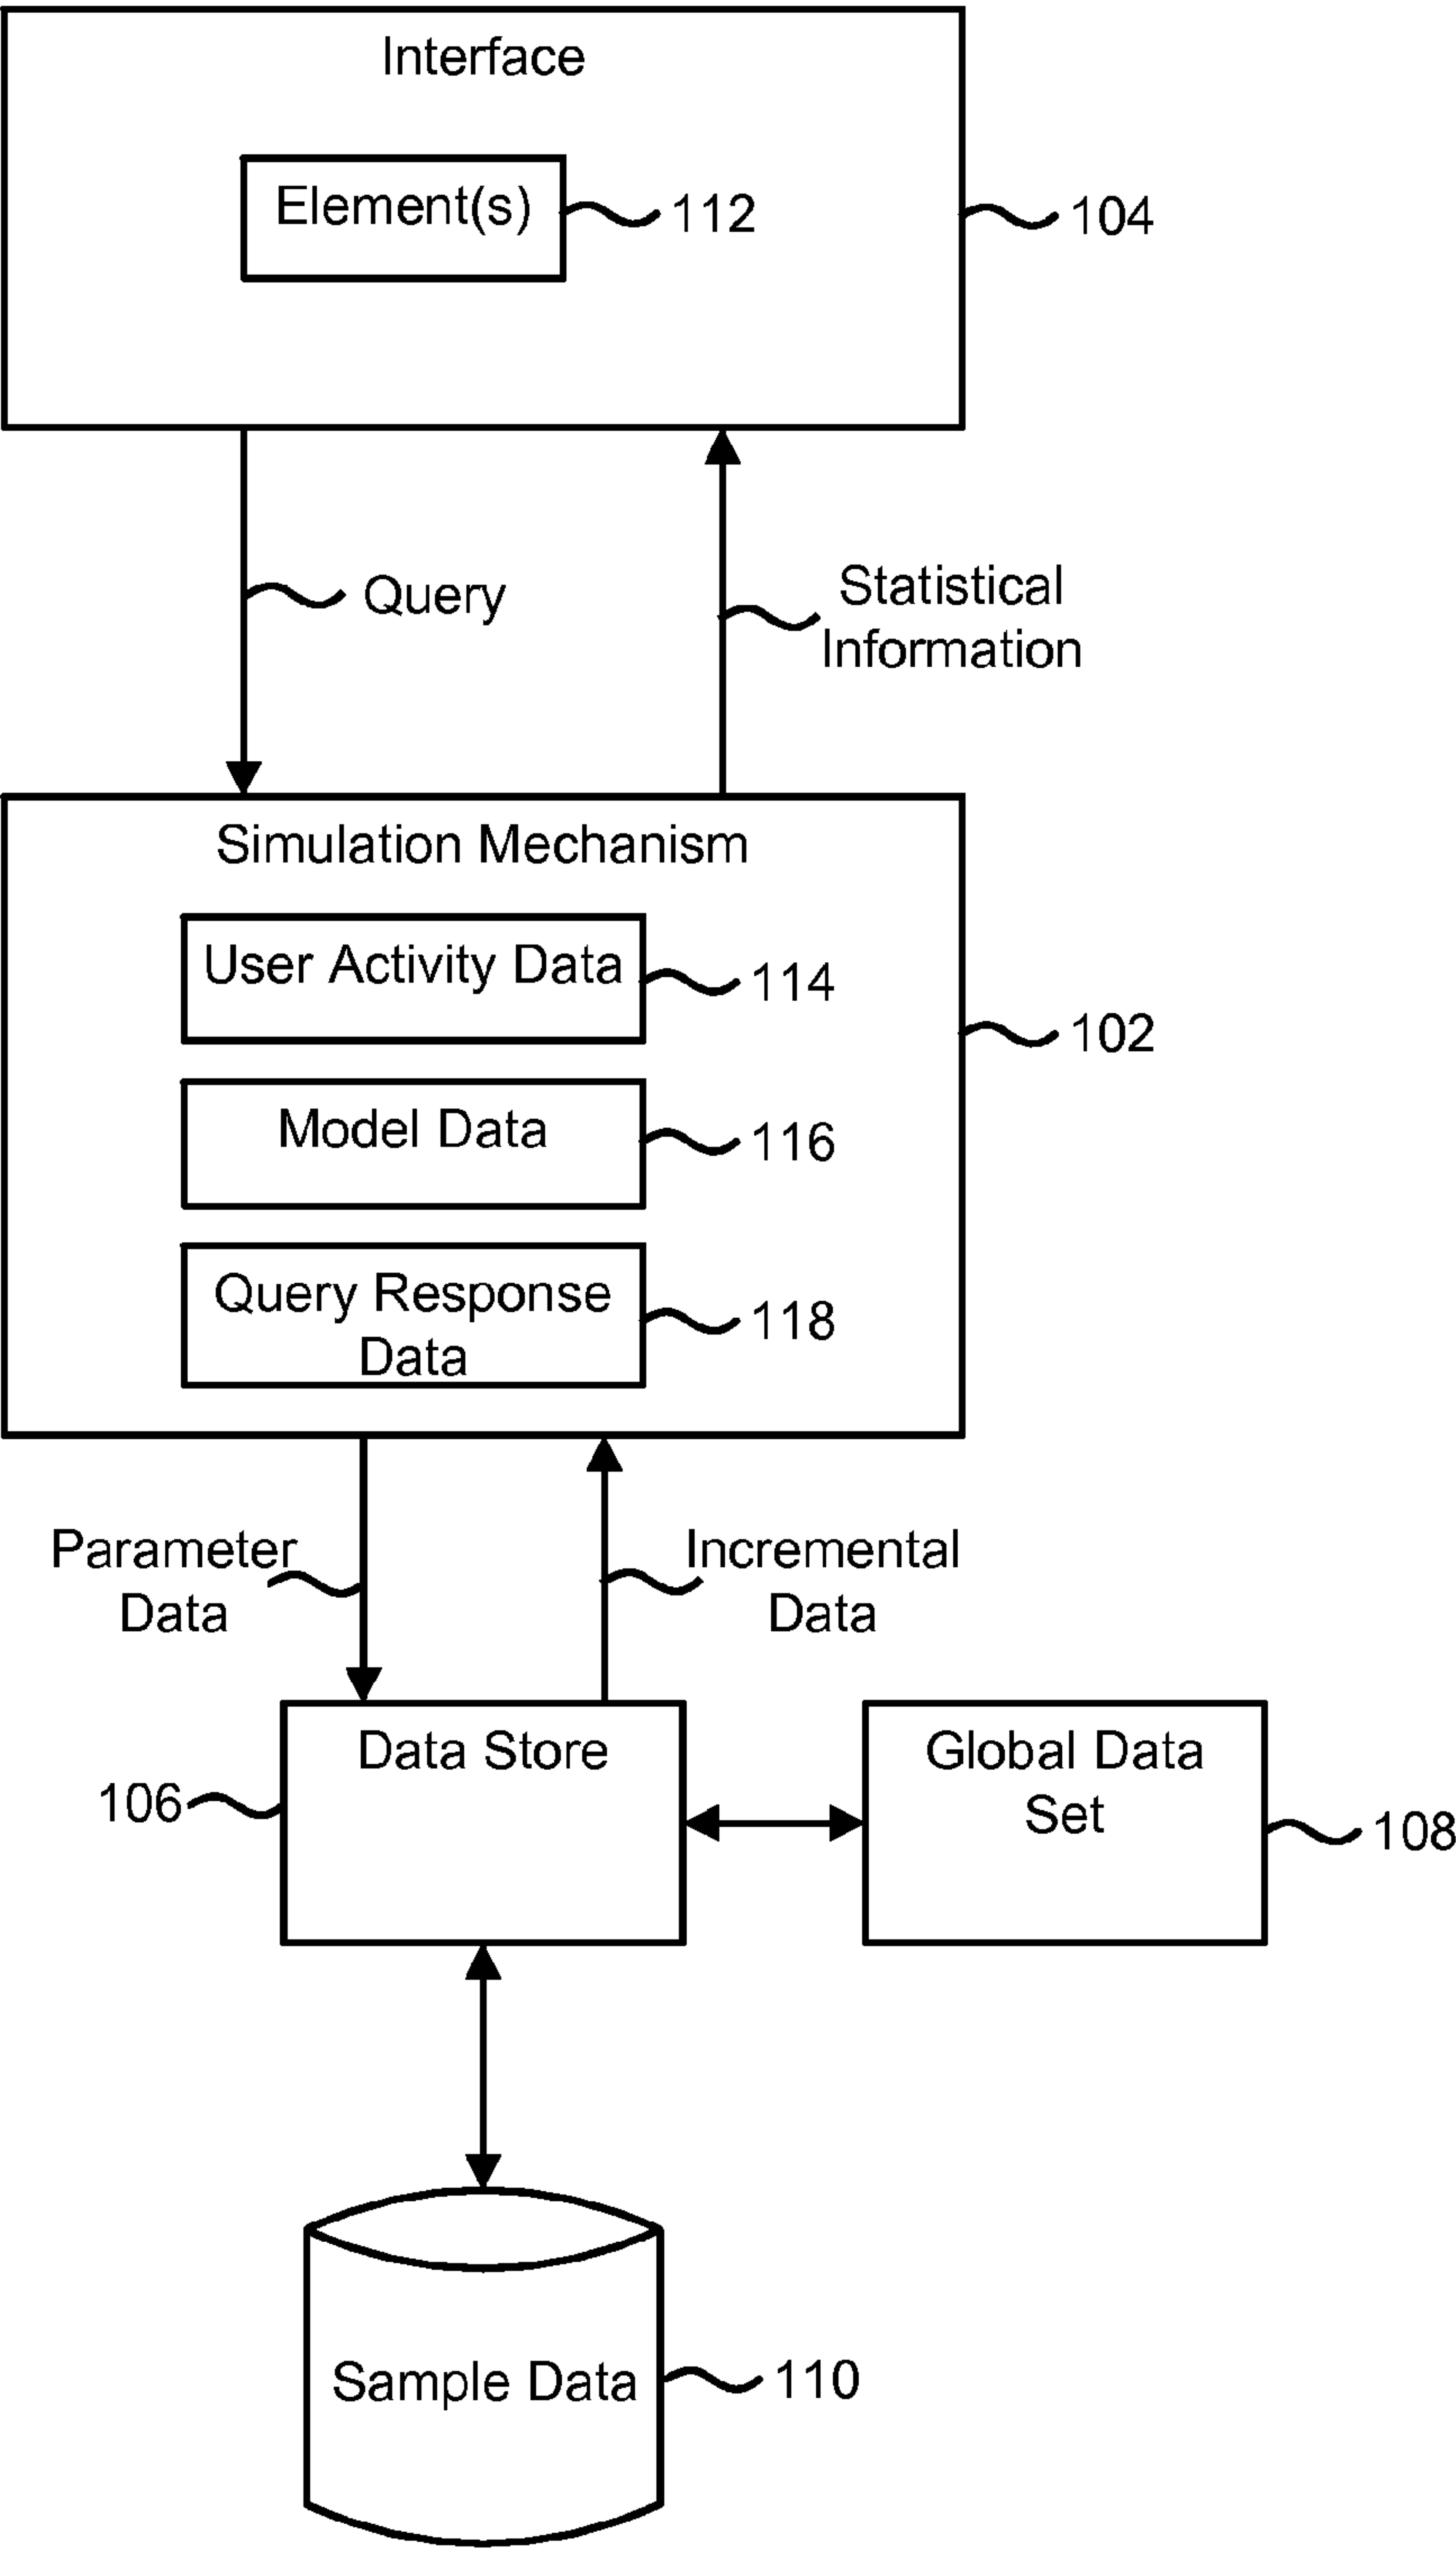 Interface
Element(s)
112
104
Query
Statistical
Information
Simulation Mechanism
User Activity Data
114
102
Model Data
116
Query Response
Data
118
Parameter
Data
Incremental
Data
Data Store
106
Global Data
Set
108
Sample Data
110